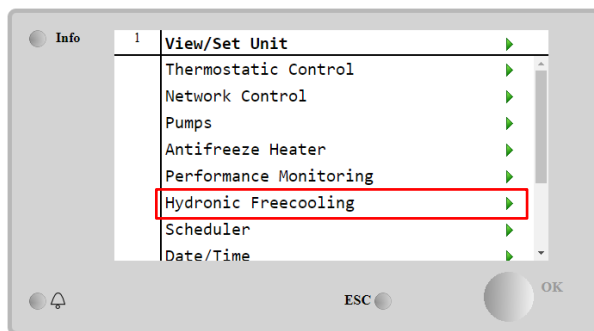 Info
1 View/Set Unit
Thermostatic Control
Network Control
Pumps
Antifreeze Heater
Performance Monitoring
Hydronic Freecooling
Scheduler
Date/Time
ESC
OK